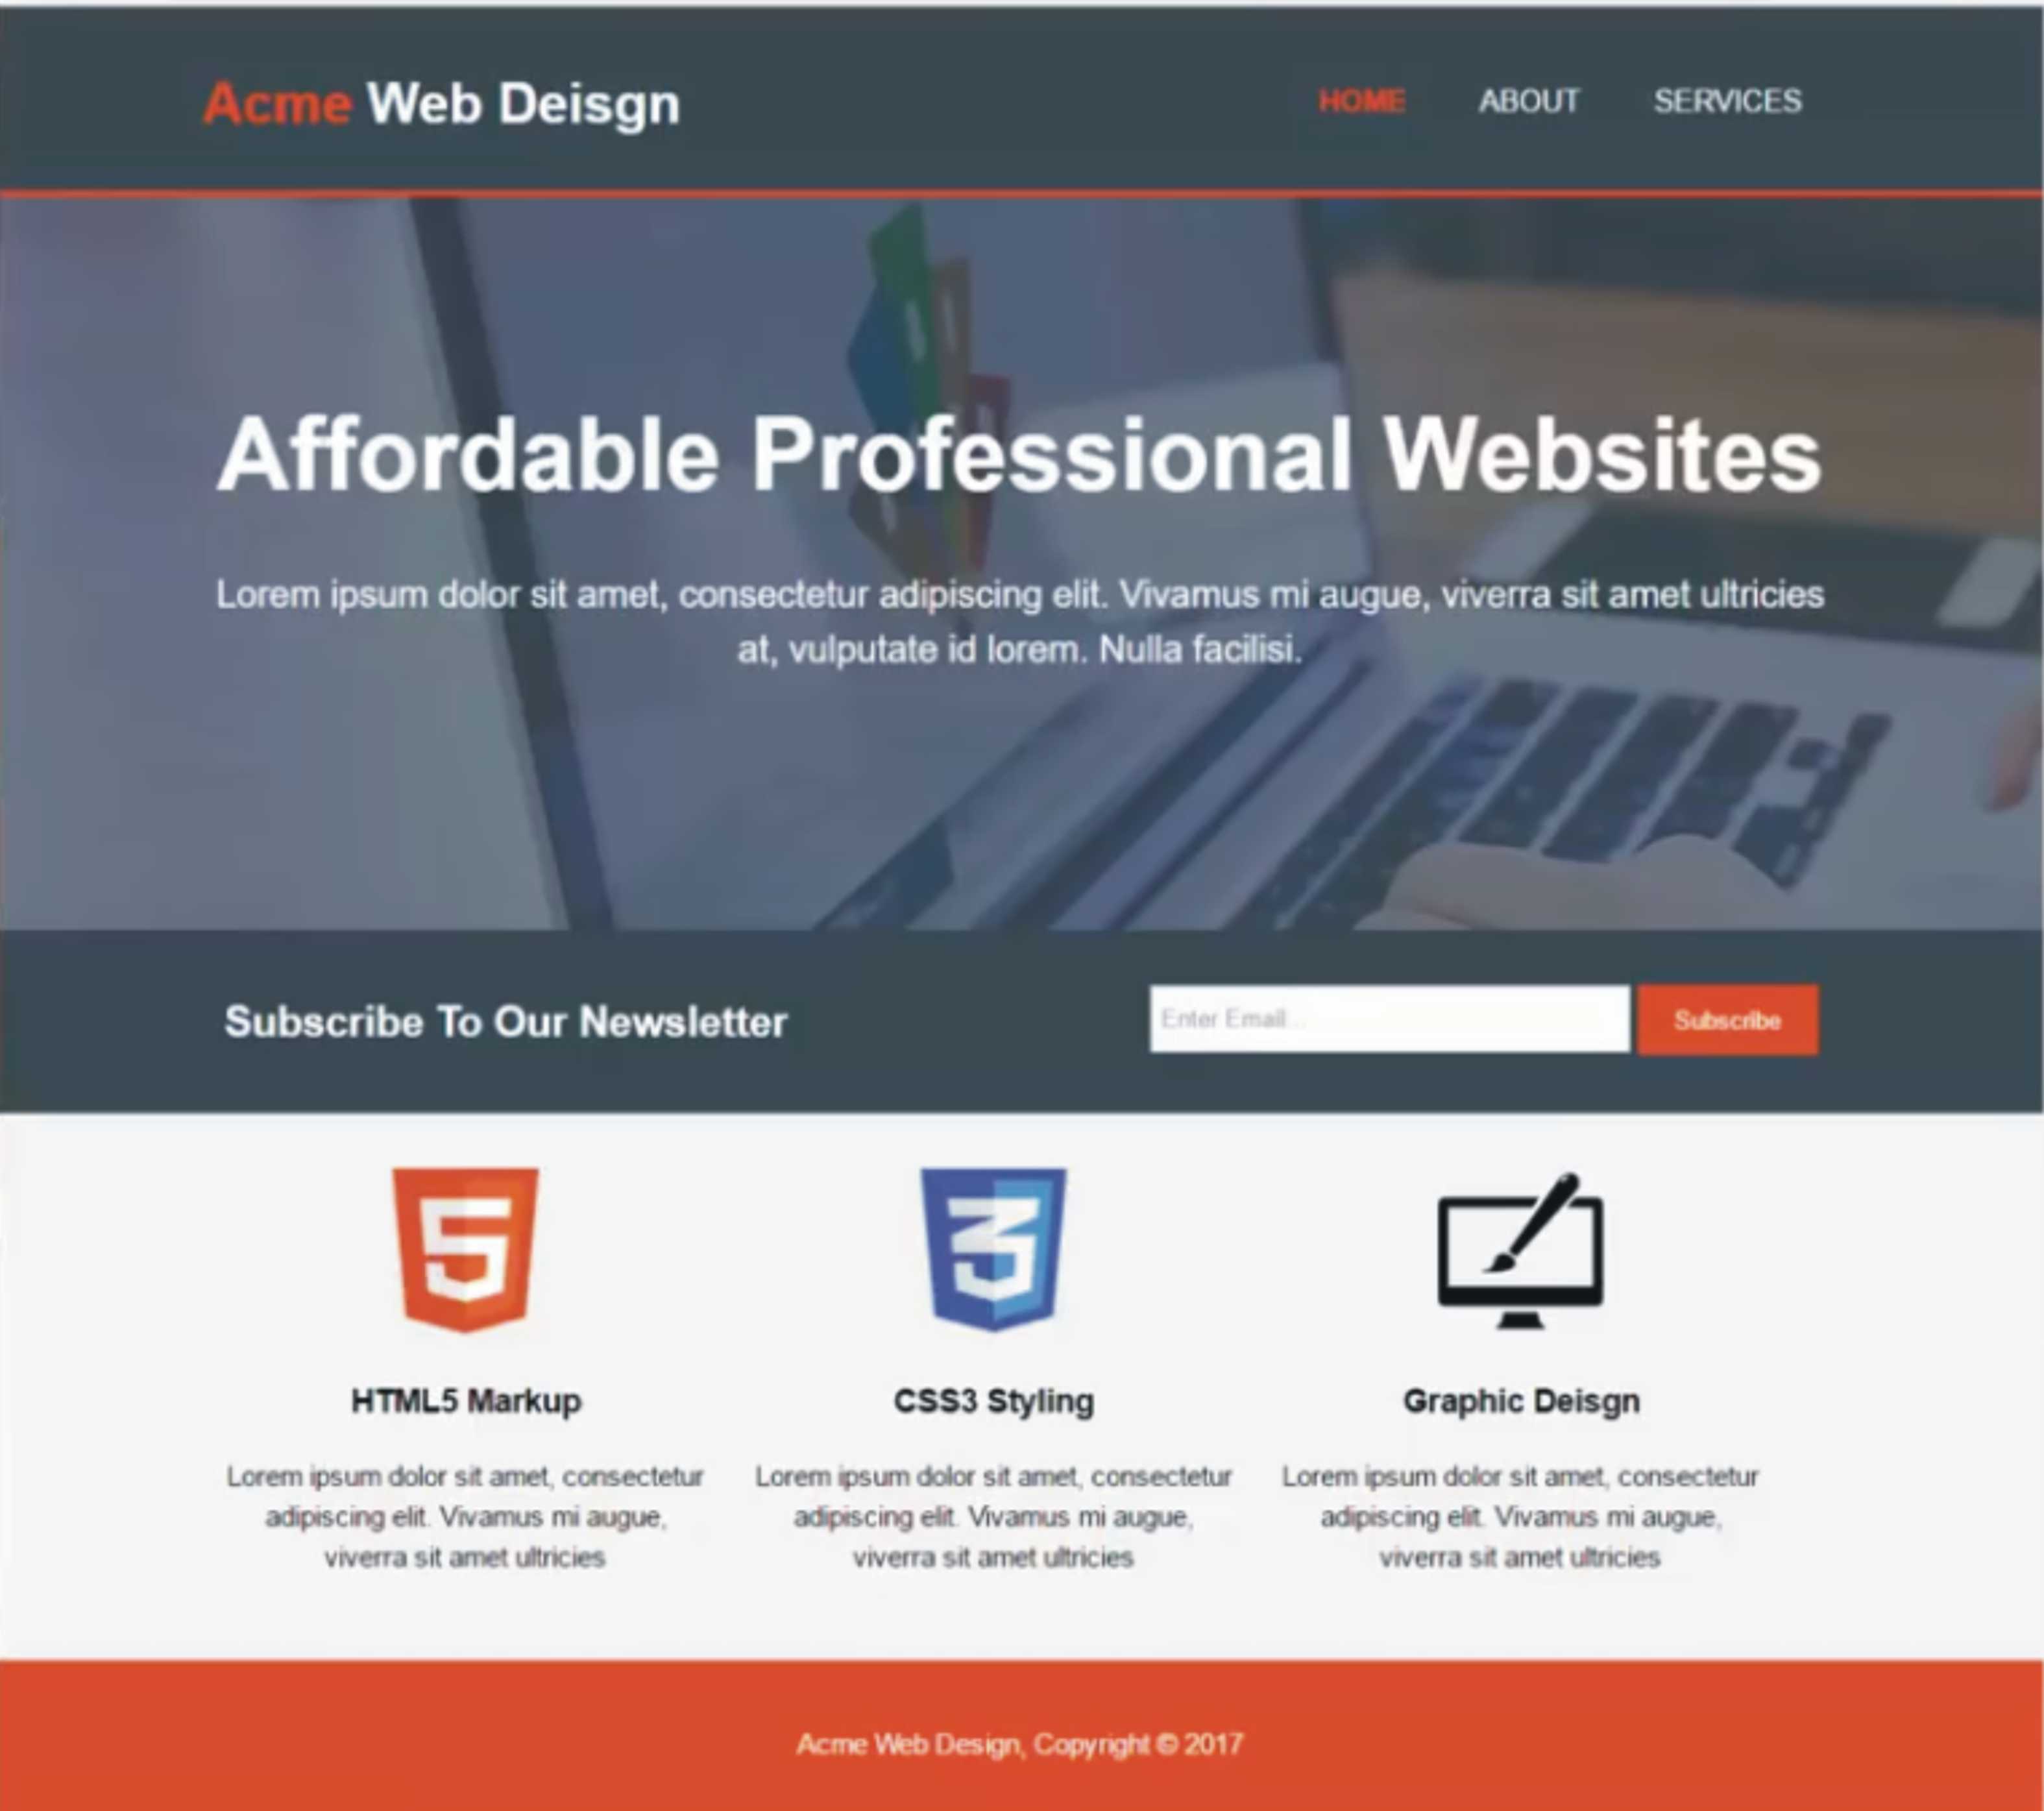 Acme Web Deisgn
HOME ABOUT SERVICES
Affordable Professional Websites
Lorem ipsum dolor sit amet, consectetur adipiscing elit. Vivamus mi augue, viverra sit amet ultricies
at, vulputate id lorem. Nulla facilisi.
Subscribe To Our Newsletter
Enter Email...
Subscribe
5
3
HTML5 Markup
Lorem ipsum dolor sit amet, consectetur
adipiscing elit. Vivamus mi augue,
viverra sit amet ultricies
CSS3 Styling
Lorem ipsum dolor sit amet, consectetur
adipiscing elit. Vivamus mi augue,
viverra sit amet ultricies
Graphic Deisgn
Lorem ipsum dolor sit amet, consectetur
adipiscing elit. Vivamus mi augue,
viverra sit amet ultricies
Acme Web Design, Copyright © 2017